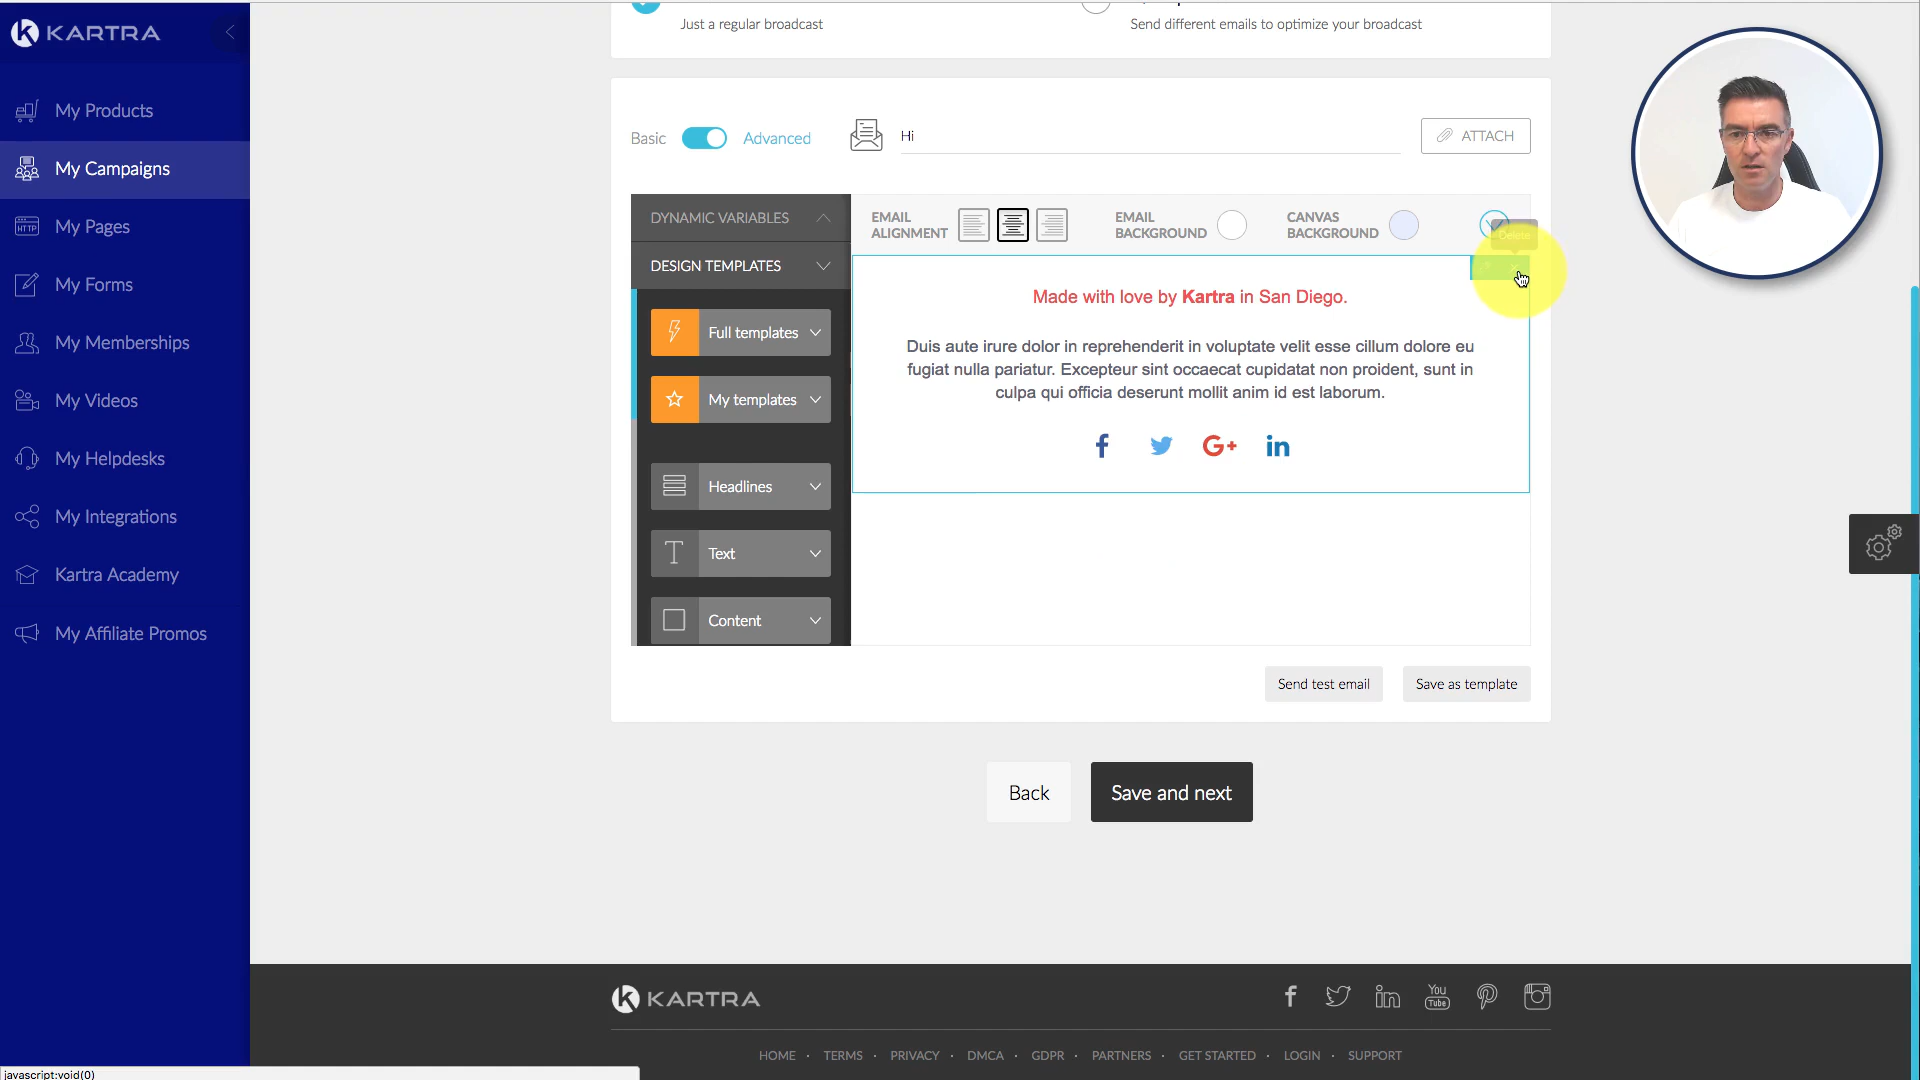 KARTRA
My Products
My Campaigns
My Pages
My Forms
My Memberships
My Videos
My Helpdesks
My Integrations
Kartra Academy
My Affiliate Promos
Just a regular broadcast
Send different emails to optimize your broadcast
Basic
Advanced
Hi
ATTACH
DYNAMIC VARIABLES
DESIGN TEMPLATES
EMAIL
ALIGNMENT
EMAIL
BACKGROUND
CANVAS
BACKGROUND
Delete
Full templates
My templates
Headlines
Text
Content
Made with love by Kartra in San Diego.
Duis aute irure dolor in reprehenderit in voluptate velit esse cillum dolore eu
fugiat nulla pariatur. Excepteur sint occaecat cupidatat non proident, sunt in
culpa qui officia deserunt mollit anim id est laborum.
f
G+
in
Send test email
Save as template
Back
Save and next
KARTRA
You
Tube
HOME · TERMS · PRIVACY · DMCA · GDPR · PARTNERS · GET STARTED · LOGIN · SUPPORT
javascript:void(0)